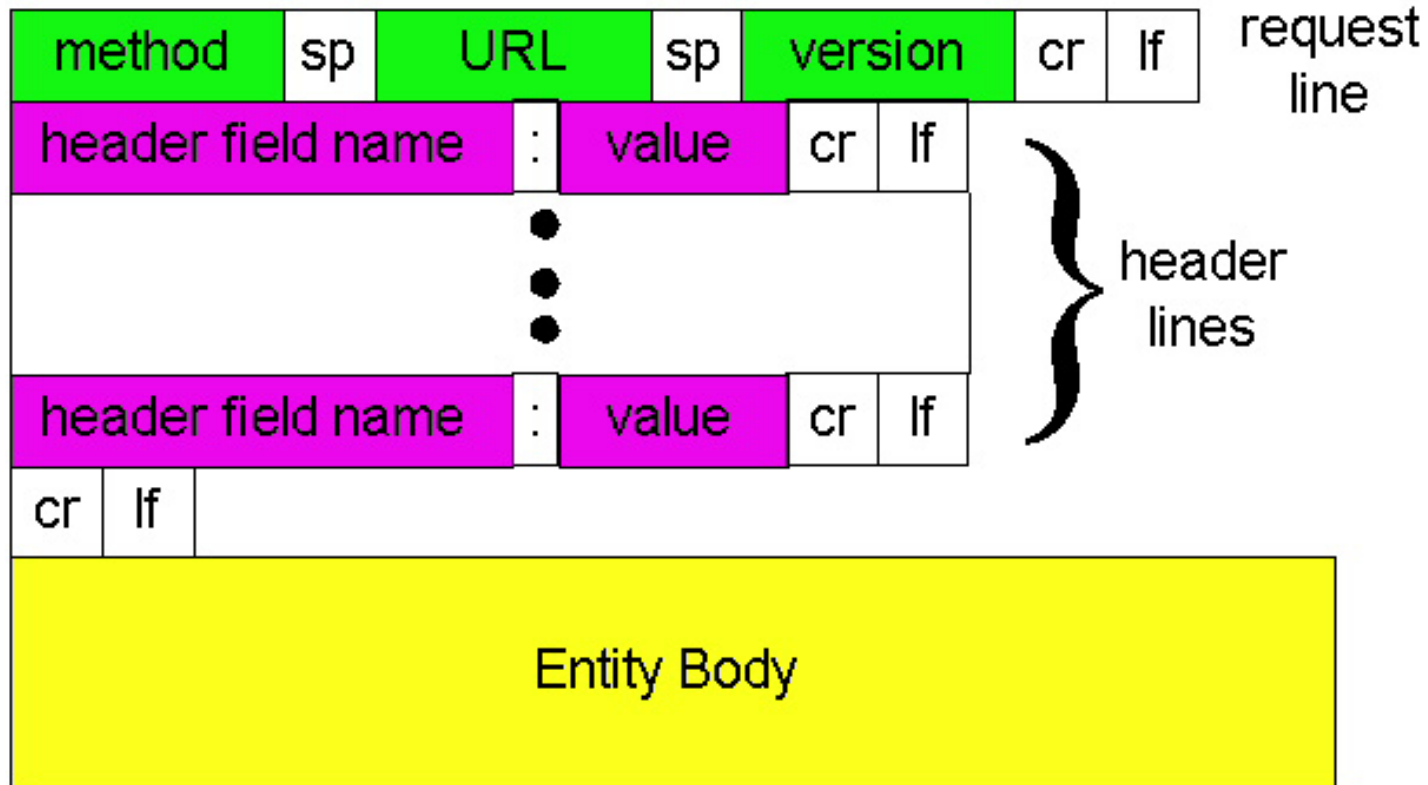 method sp URL sp version cr lf request line
header field name : value cr lf
header lines
header field name : value cr lf
cr lf
Entity Body